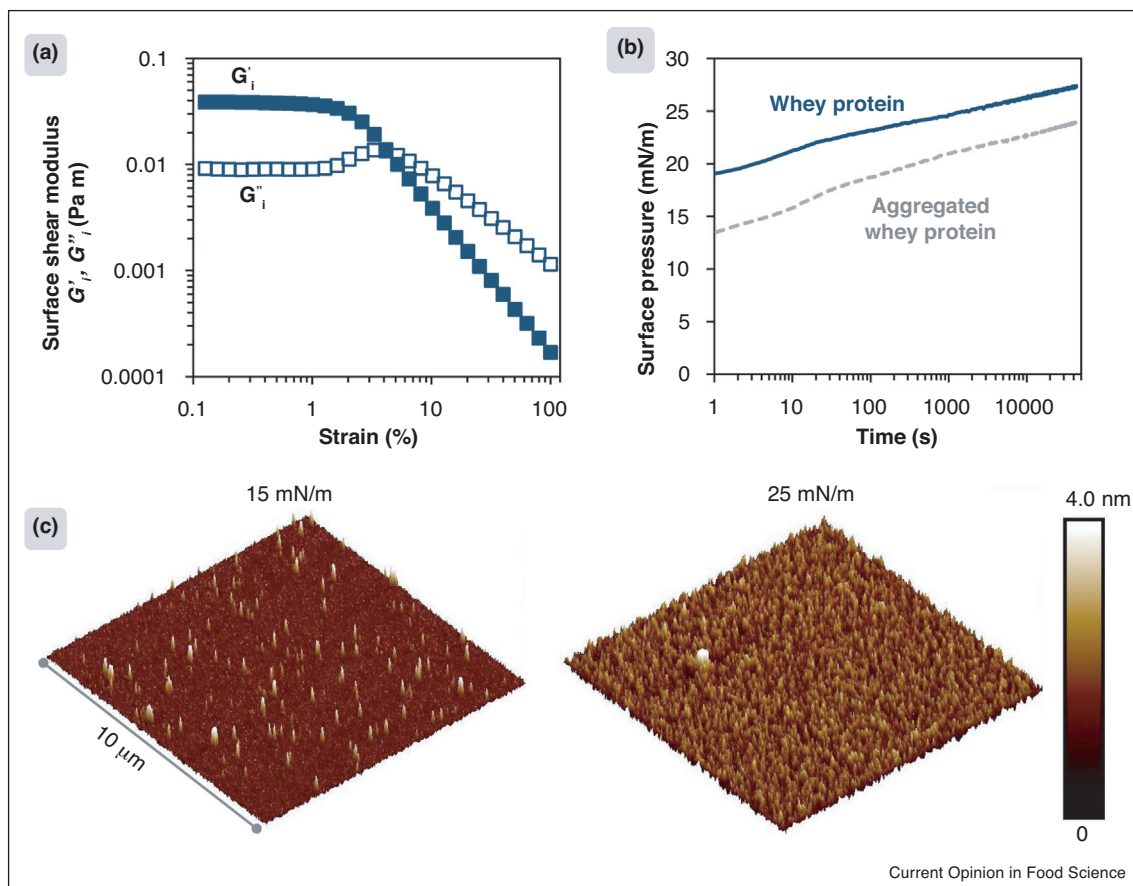 (a)
G'i
G''i
0.1
0.01
0.001
0.0001
Surface shear modulus
G'i, G''i (Pa m)
0.1
1
10
100
Strain (%)
(b)
30
25
20
15
10
5
0
Surface pressure (mN/m)
Whey protein
Aggregated
whey protein
1
10
100
1000
10000
Time (s)
(c)
15 mN/m
25 mN/m
4.0 nm
10 μm
0
Current Opinion in Food Science